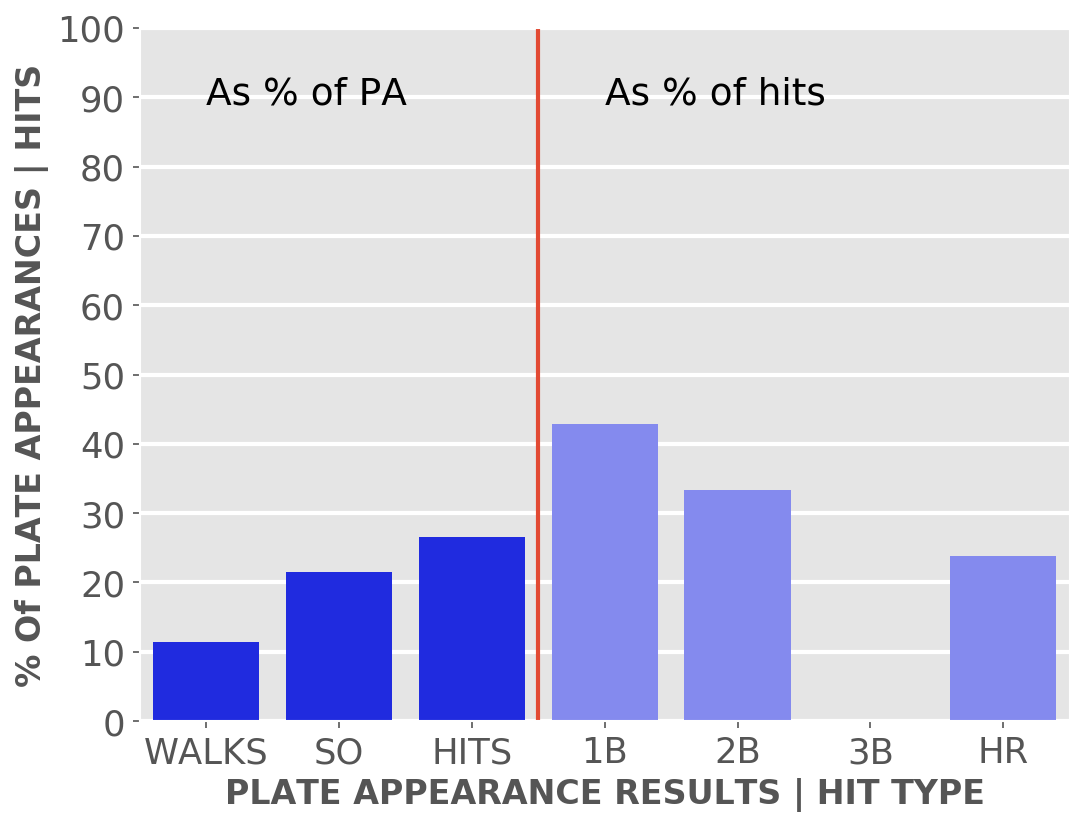 100
90
80
70
60
50
40
30
20
10
0
% Of PLATE APPEARANCES | HITS
As % of PA
As % of hits
WALKS SO HITS 1B 2B 3B HR
PLATE APPEARANCE RESULTS | HIT TYPE